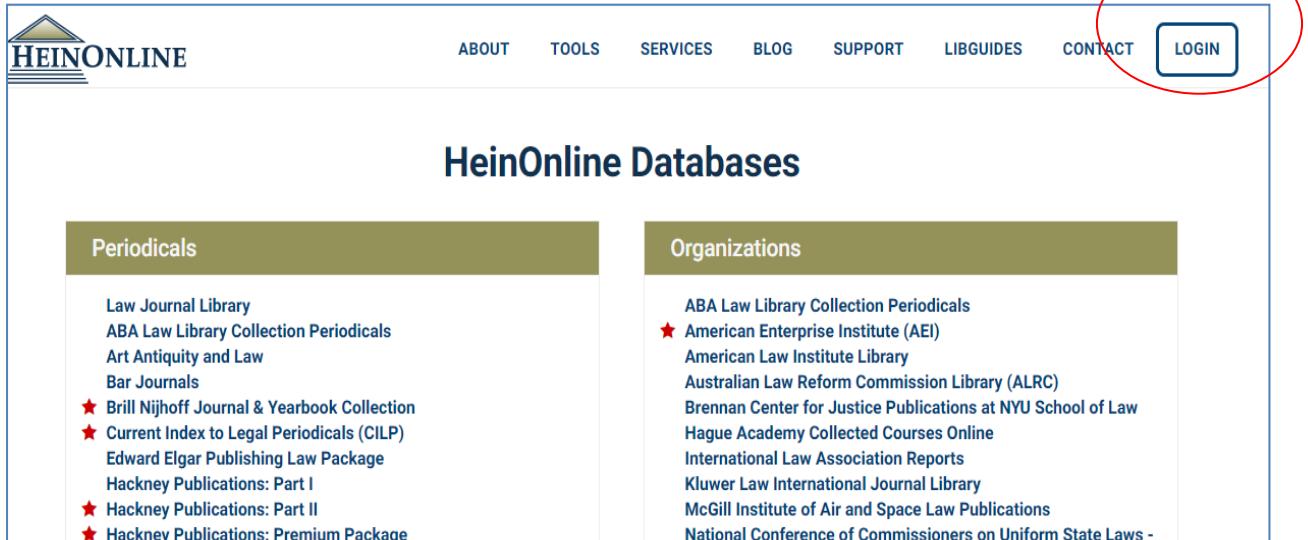 HEINONLINE
ABOUT TOOLS SERVICES BLOG SUPPORT LIBGUIDES CONTACT LOGIN
HeinOnline Databases
Periodicals
Law Journal Library
ABA Law Library Collection Periodicals
Art Antiquity and Law
Bar Journals
Brill Nijhoff Journal & Yearbook Collection
Current Index to Legal Periodicals (CILP)
Edward Elgar Publishing Law Package
Hackney Publications: Part I
Hackney Publications: Part II
Hackney Publications: Premium Package
Organizations
ABA Law Library Collection Periodicals
American Enterprise Institute (AEI)
American Law Institute Library
Australian Law Reform Commission Library (ALRC)
Brennan Center for Justice Publications at NYU School of Law
Hague Academy Collected Courses Online
International Law Association Reports
Kluwer Law International Journal Library
McGill Institute of Air and Space Law Publications
National Conference of Commissioners on Uniform State Laws -